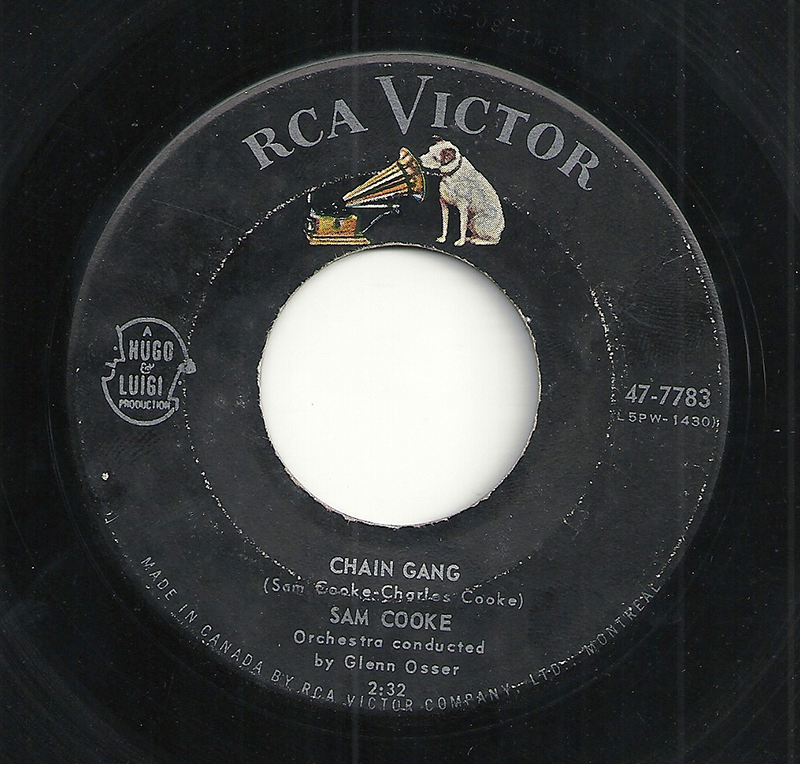 RCA VICTOR
A
HUGO
&
LUIGI
PRODUCTION
47-7783
(L5PW-1430)
CHAIN GANG
(Sam Cooke-Charles Cooke)
SAM COOKE
Orchestra conducted
by Glenn Osser
2:32
MADE IN CANADA BY RCA VICTOR COMPANY, LTD., MONTREAL